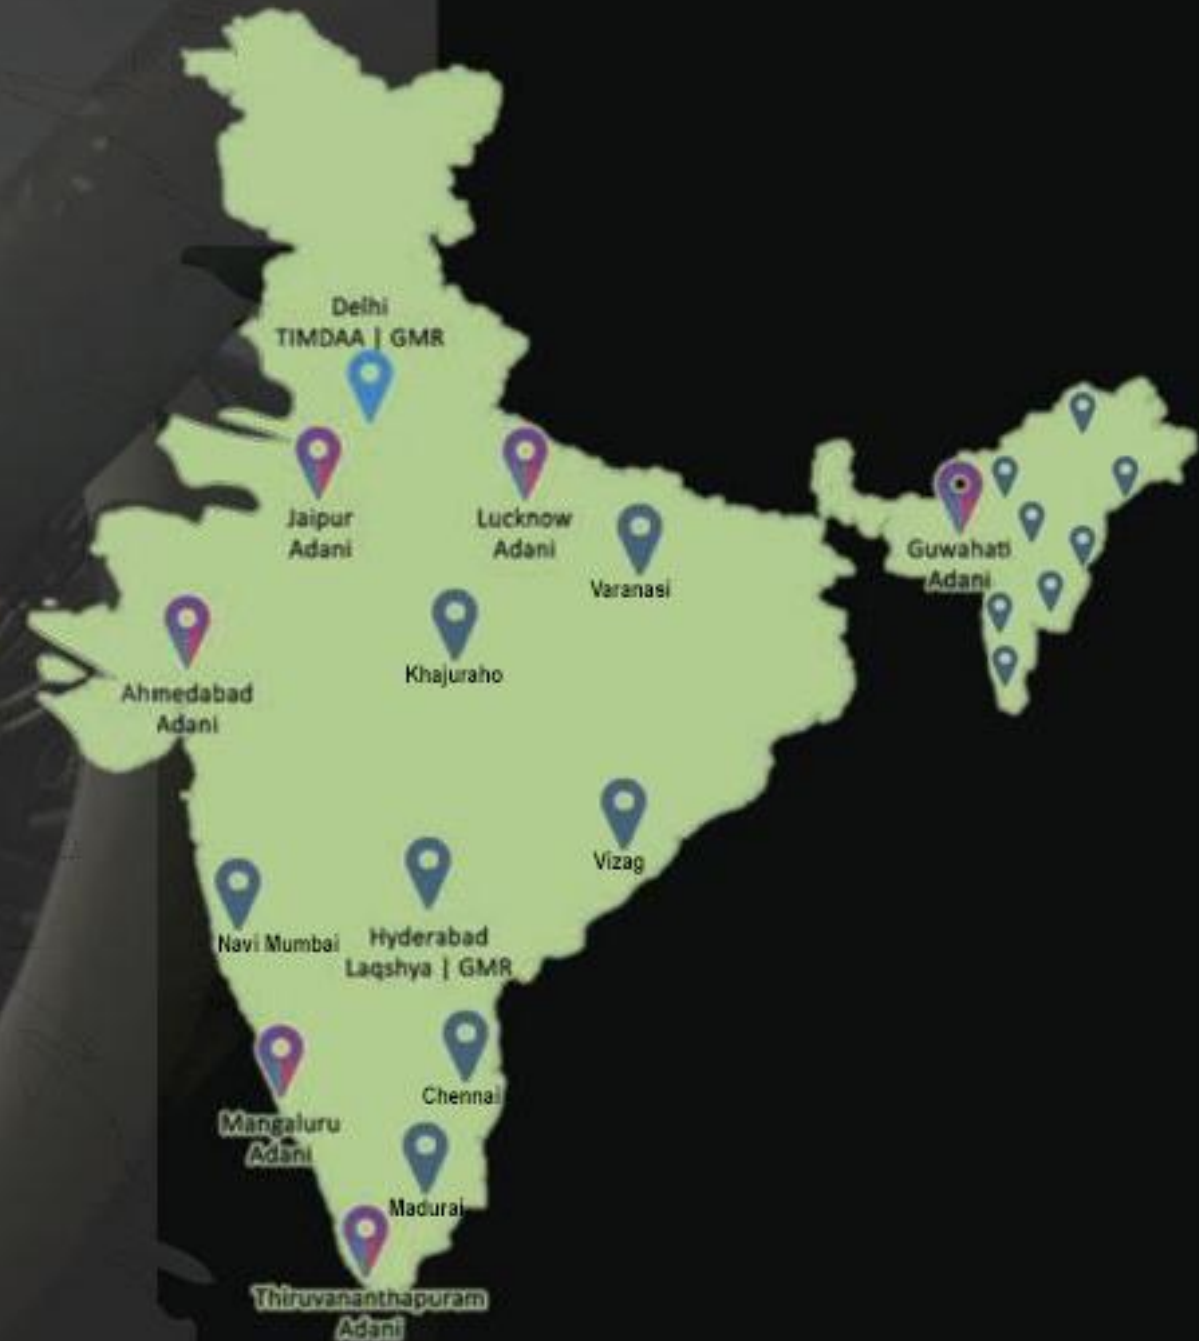 Delhi
TIMDAA | GMR
Jaipur
Adani
Lucknow
Adani
Varanasi
Guwahati
Adani
Khajuraho
Ahmedabad
Adani
Vizag
Navi Mumbai
Hyderabad
Laqshya | GMR
Chennai
Mangaluru
Adani
Madurai
Thiruvananthapuram
Adani